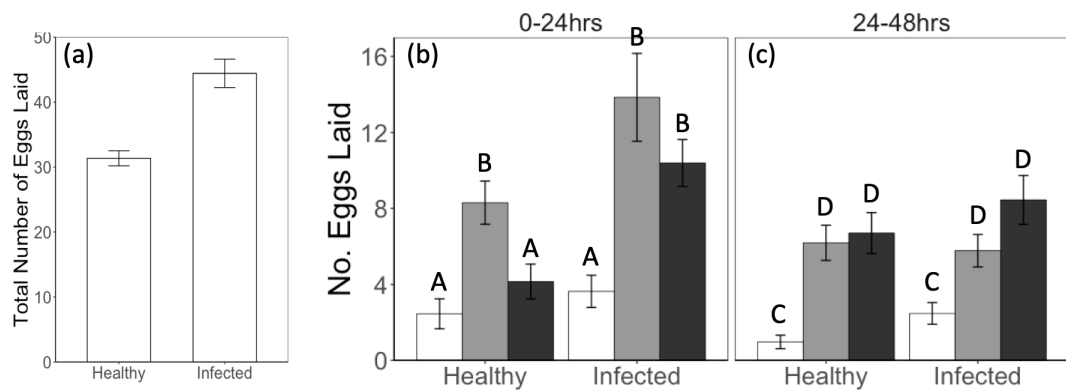 (a)
Total Number of Eggs Laid
50
40
30
20
10
0
Healthy Infected
0-24hrs
(b)
No. Eggs Laid
16
12
8
4
0
A B A A B B
Healthy Infected
24-48hrs
(c)
C D D C D D
Healthy Infected